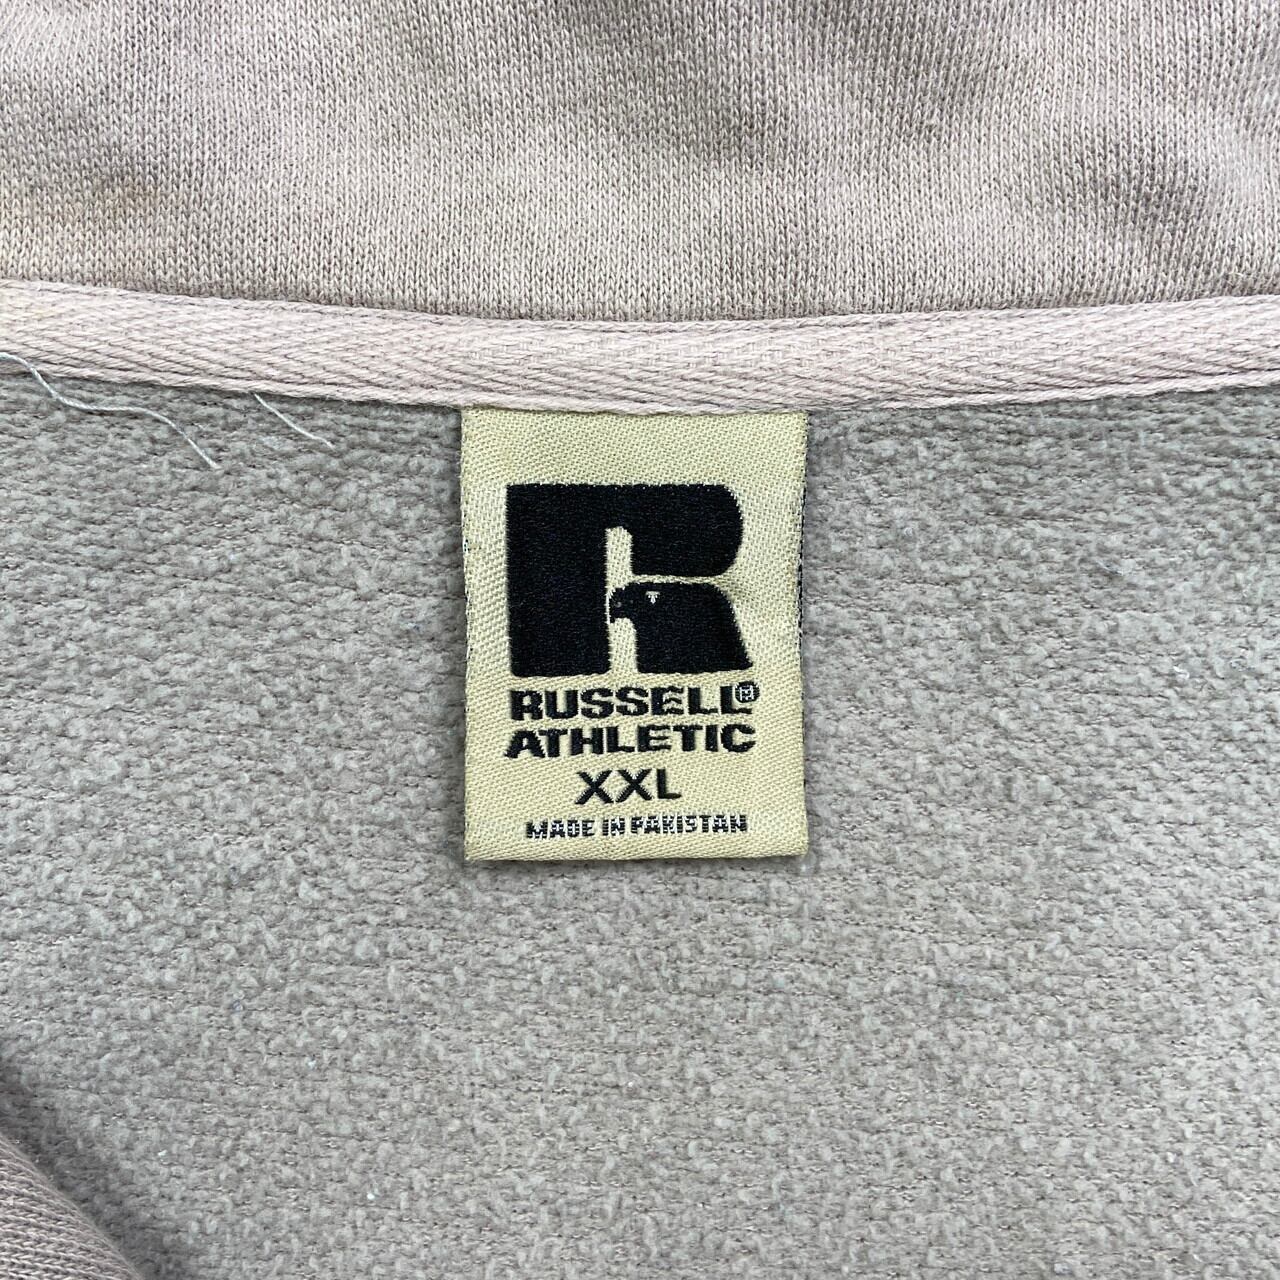 RUSSELL®
ATHLETIC
XXL
MADE IN PAKISTAN